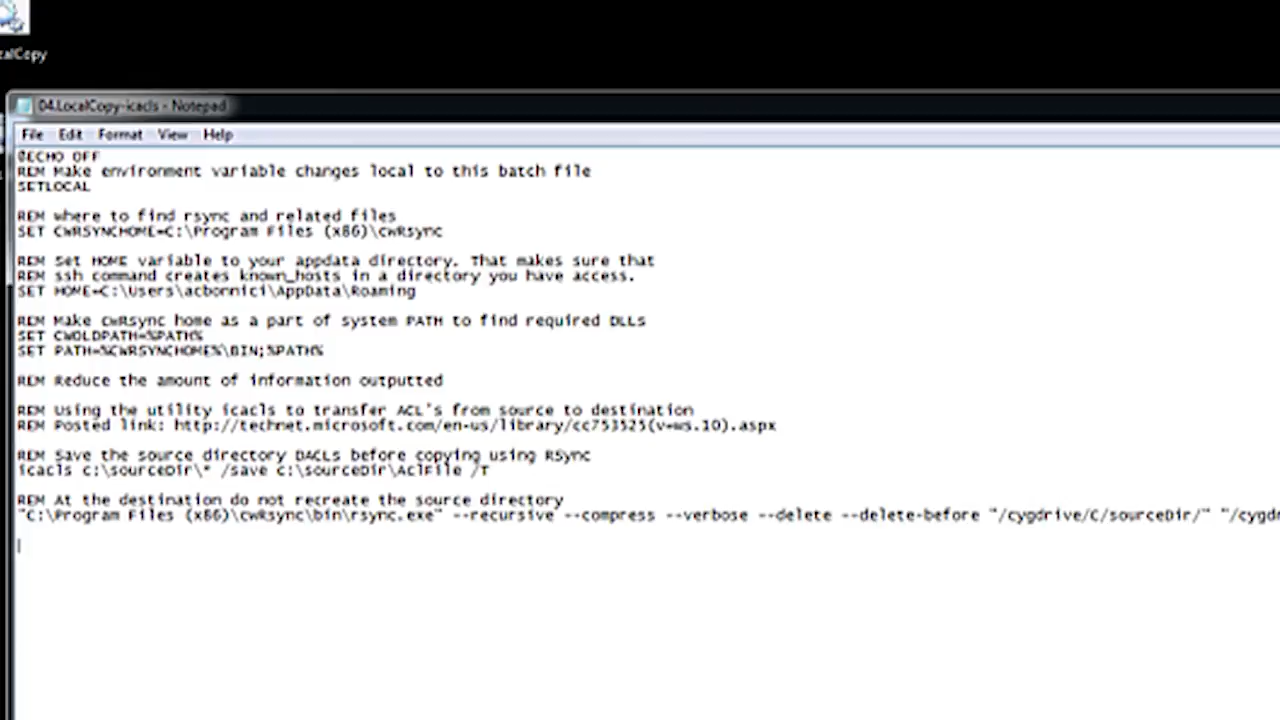 alCopy
04.LocalCopy-icacls - Notepad
File Edit Format View Help
@ECHO OFF
REM Make environment variable changes local to this batch file
SETLOCAL
REM where to find rsync and related files
SET CWRSYNCHOME=C:\Program Files (x86)\cwRsync
REM Set HOME variable to your appdata directory. That makes sure that
REM ssh command creates known_hosts in a directory you have access.
SET HOME=C:\Users\acbonnici\AppData\Roaming
REM Make cwRsync home as a part of system PATH to find required DLLs
SET CWOLDPATH=%PATH%
SET PATH=%CWRSYNCHOME%\BIN;%PATH%
REM Reduce the amount of information outputted
REM Using the utility icacls to transfer ACL's from source to destination
REM Posted link: http://technet.microsoft.com/en-us/library/cc753525(v=ws.10).aspx
REM Save the source directory DACLs before copying using RSync
icacls c:\sourceDir\* /save C:\sourceDir\AclFile /T
REM At the destination do not recreate the source directory
"C:\Program Files (x86)\cwRsync\bin\rsync.exe" --recursive --compress --verbose --delete --delete-before "/cygdrive/C/sourceDir/" "/cygd